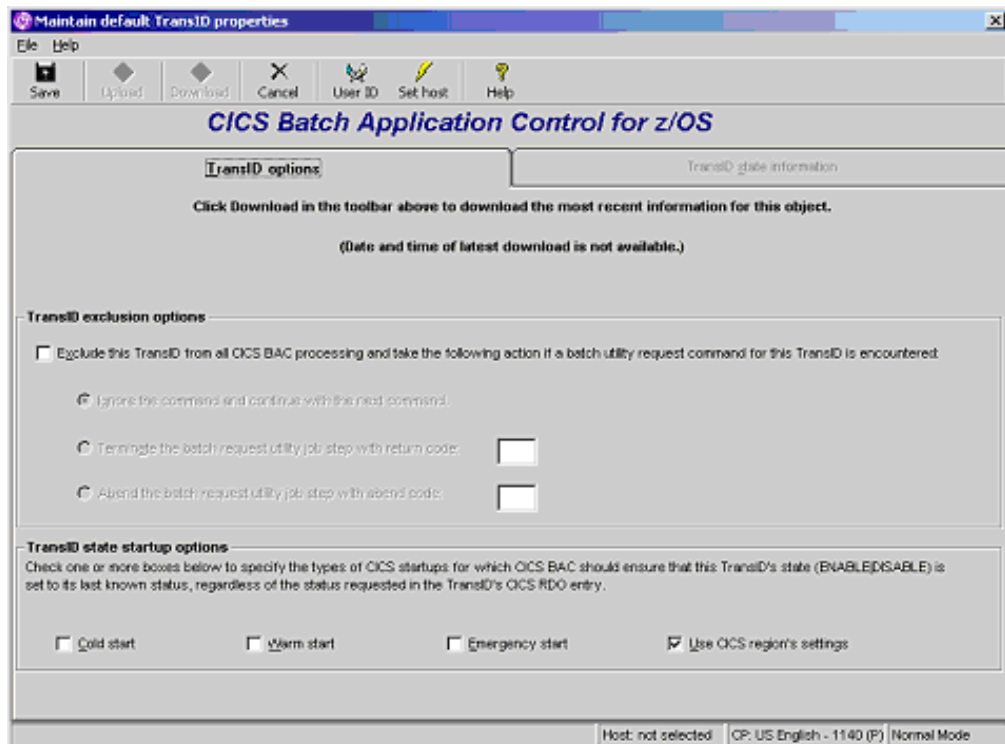 Maintain default TransID properties
File Help
Save Upload Download Cancel User ID Set host Help
CICS Batch Application Control for z/OS
TransID options TransID state information
Click Download in the toolbar above to download the most recent information for this object.
(Date and time of latest download is not available.)
TransID exclusion options
Exclude this TransID from all CICS BAC processing and take the following action if a batch utility request command for this TransID is encountered:
Ignore the command and continue with the next command.
Terminate the batch request utility job step with return code:
Abend the batch request utility job step with abend code:
TransID state startup options
Check one or more boxes below to specify the types of CICS startups for which CICS BAC should ensure that this TransID's state (ENABLE|DISABLE) is
set to its last known status, regardless of the status requested in the TransID's CICS RDO entry.
Cold start Warm start Emergency start Use CICS region's settings
Host: not selected CP: US English - 1140 (P) Normal Mode